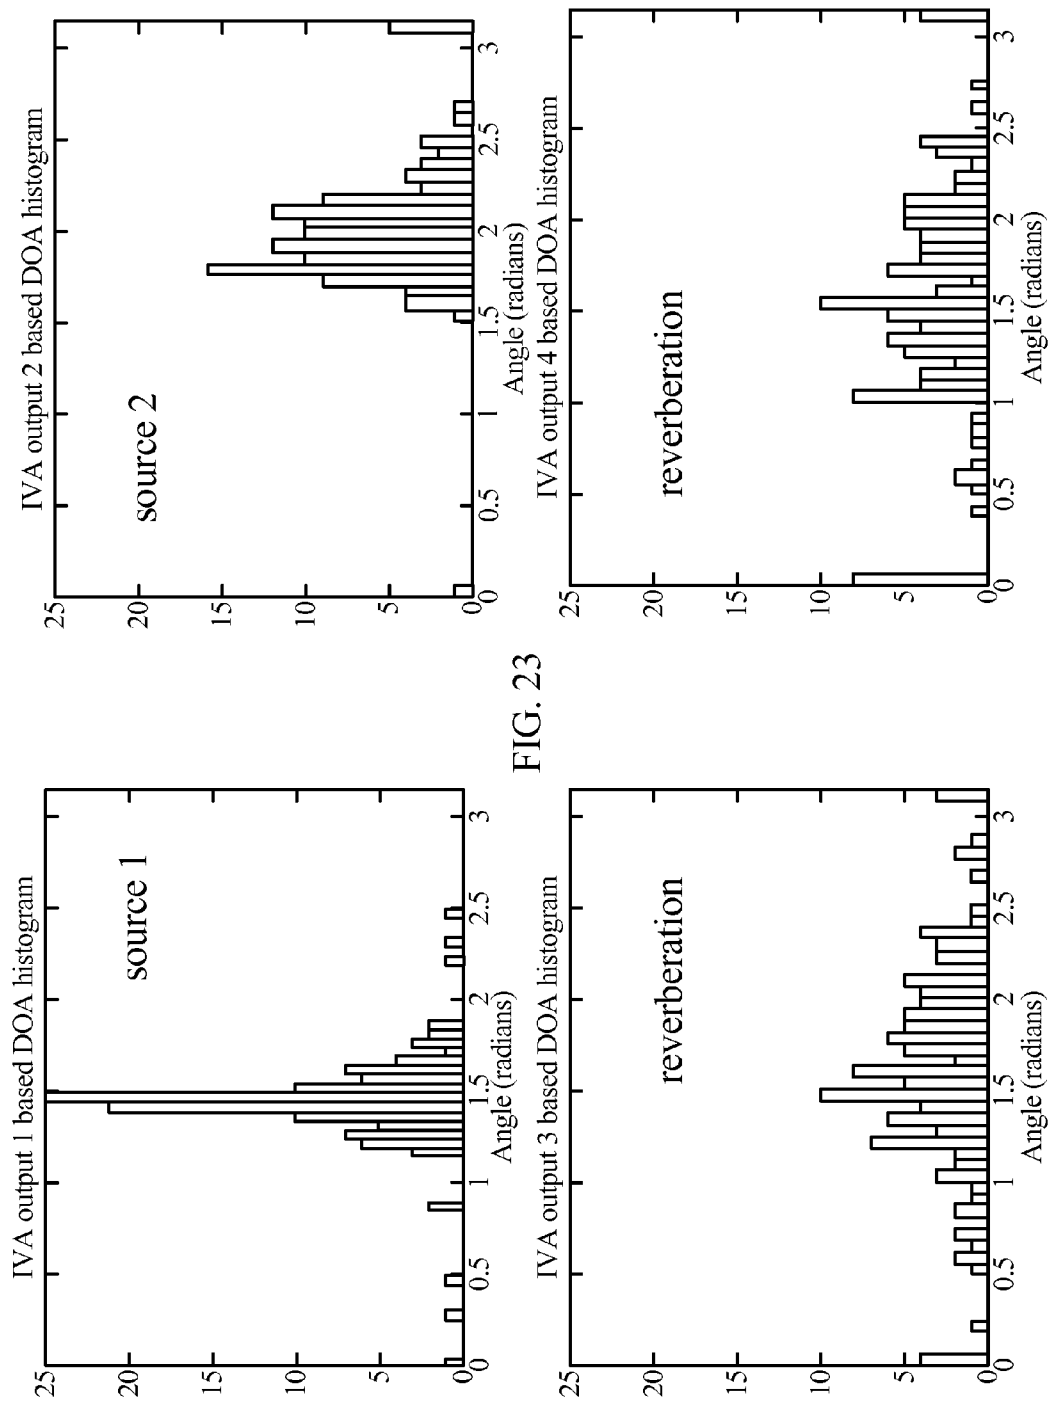 IVA output 1 based DOA histogram
25
20
15
10
5
0
source 1
0 0.5 1 1.5 2 2.5 3
Angle (radians)
IVA output 2 based DOA histogram
25
20
15
10
5
0
source 2
0 0.5 1 1.5 2 2.5 3
Angle (radians)
IVA output 3 based DOA histogram
25
20
15
10
5
0
reverberation
0 0.5 1 1.5 2 2.5 3
Angle (radians)
IVA output 4 based DOA histogram
25
20
15
10
5
0
reverberation
0 0.5 1 1.5 2 2.5 3
Angle (radians)
FIG. 23